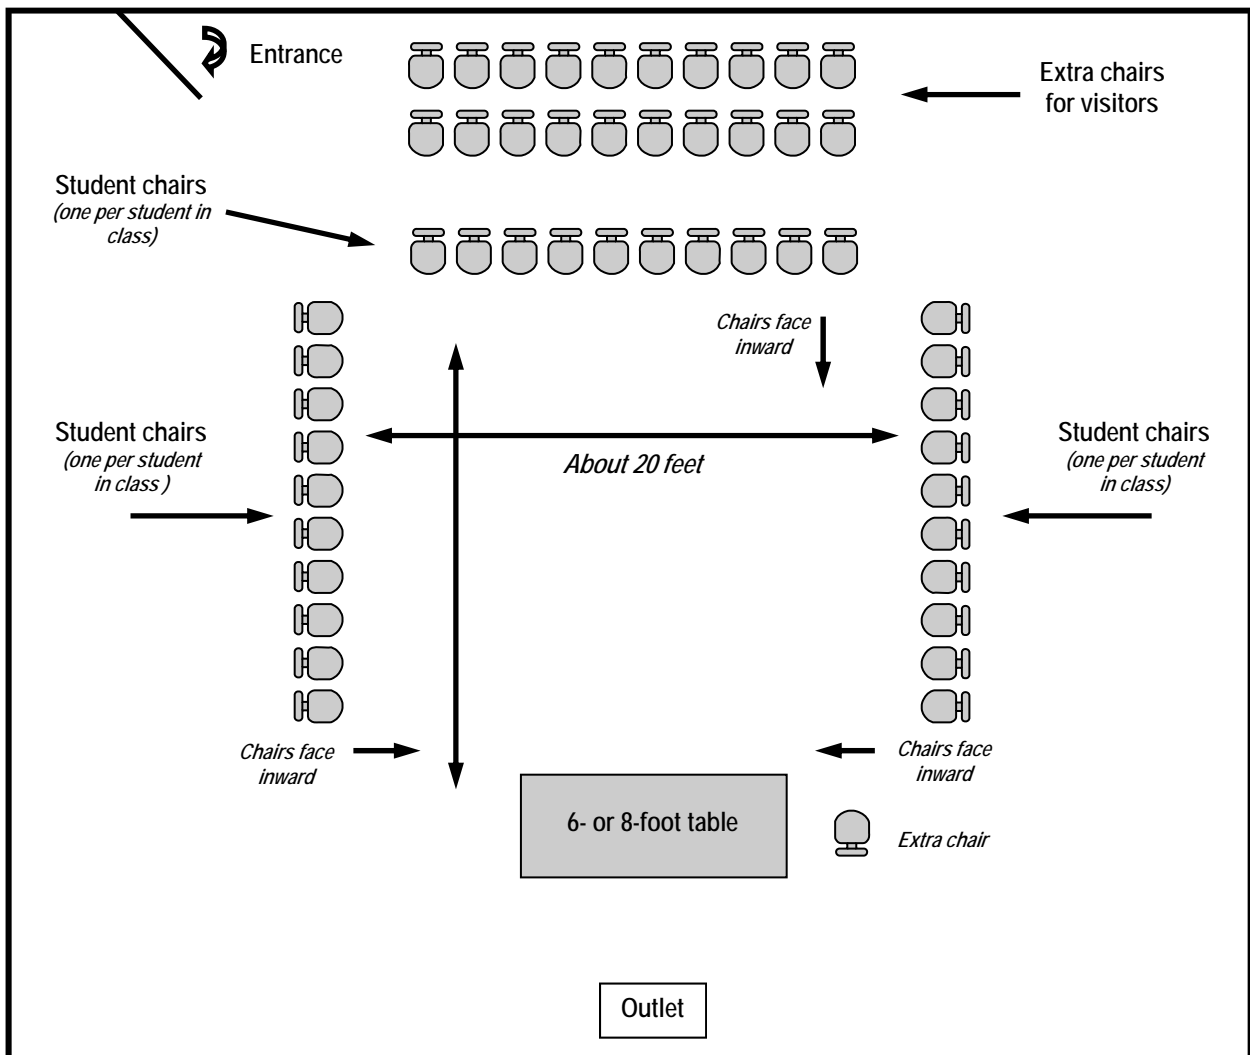 Entrance
Extra chairs
for visitors
Student chairs
(one per student in
class)
Chairs face
inward
Student chairs
(one per student
in class )
About 20 feet
Student chairs
(one per student
in class)
Chairs face
inward
Chairs face
inward
6- or 8-foot table
Extra chair
Outlet